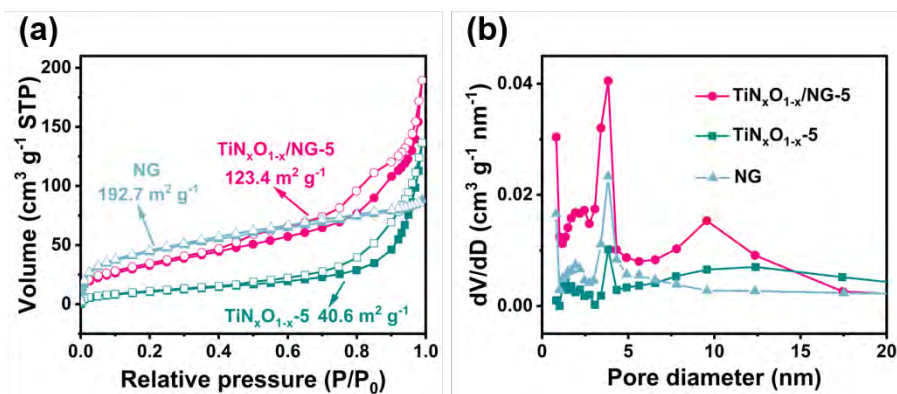 (a)
Volume (cm³ g⁻¹ STP)
200
150
100
50
0
NG
192.7 m² g⁻¹
TiNₓO₁₋ₓ/NG-5
123.4 m² g⁻¹
TiNₓO₁₋ₓ-5 40.6 m² g⁻¹
0.0 0.2 0.4 0.6 0.8 1.0
Relative pressure (P/P₀)
(b)
dV/dD (cm³ g⁻¹ nm⁻¹)
0.04
0.02
0.00
TiNₓO₁₋ₓ/NG-5
TiNₓO₁₋ₓ-5
NG
0 5 10 15 20
Pore diameter (nm)